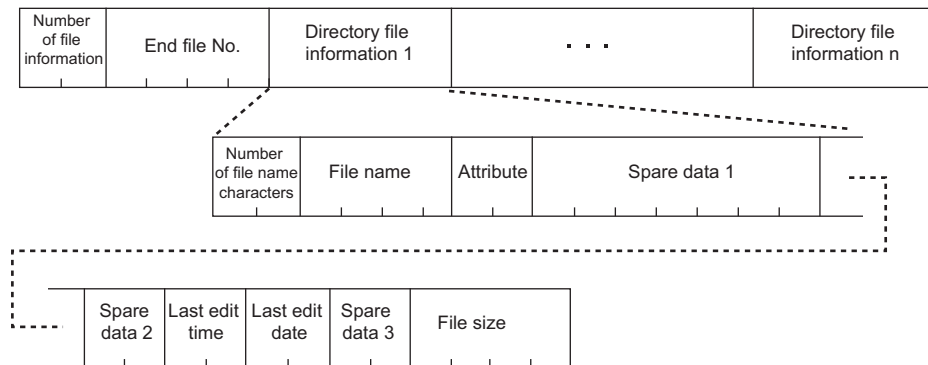 Number
of file
information
End file No.
Directory file
information 1
. . .
Directory file
information n
Number
of file name
characters
File name
Attribute
Spare data 1
Spare
data 2
Last edit
time
Last edit
date
Spare
data 3
File size